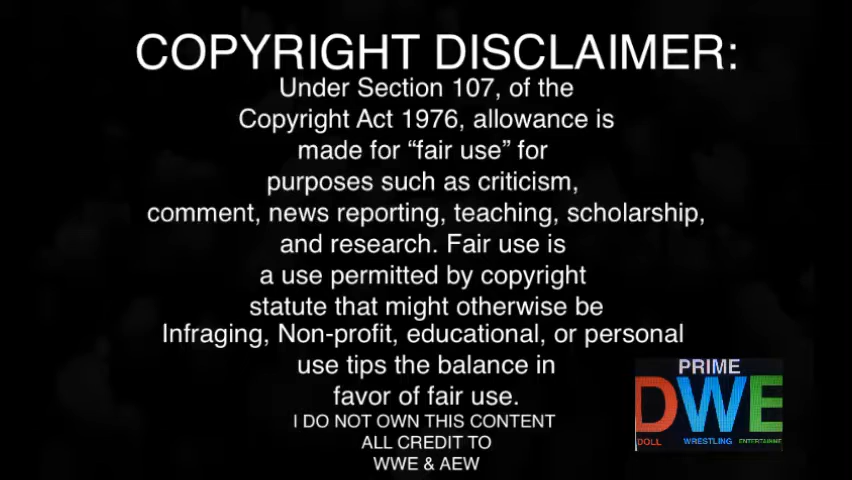 COPYRIGHT DISCLAIMER:
Under Section 107, of the
Copyright Act 1976, allowance is
made for “fair use” for
purposes such as criticism,
comment, news reporting, teaching, scholarship,
and research. Fair use is
a use permitted by copyright
statute that might otherwise be
Infraging, Non-profit, educational, or personal
use tips the balance in
favor of fair use.
I DO NOT OWN THIS CONTENT
ALL CREDIT TO
WWE & AEW
PRIME
DWE
DOLL WRESTLING